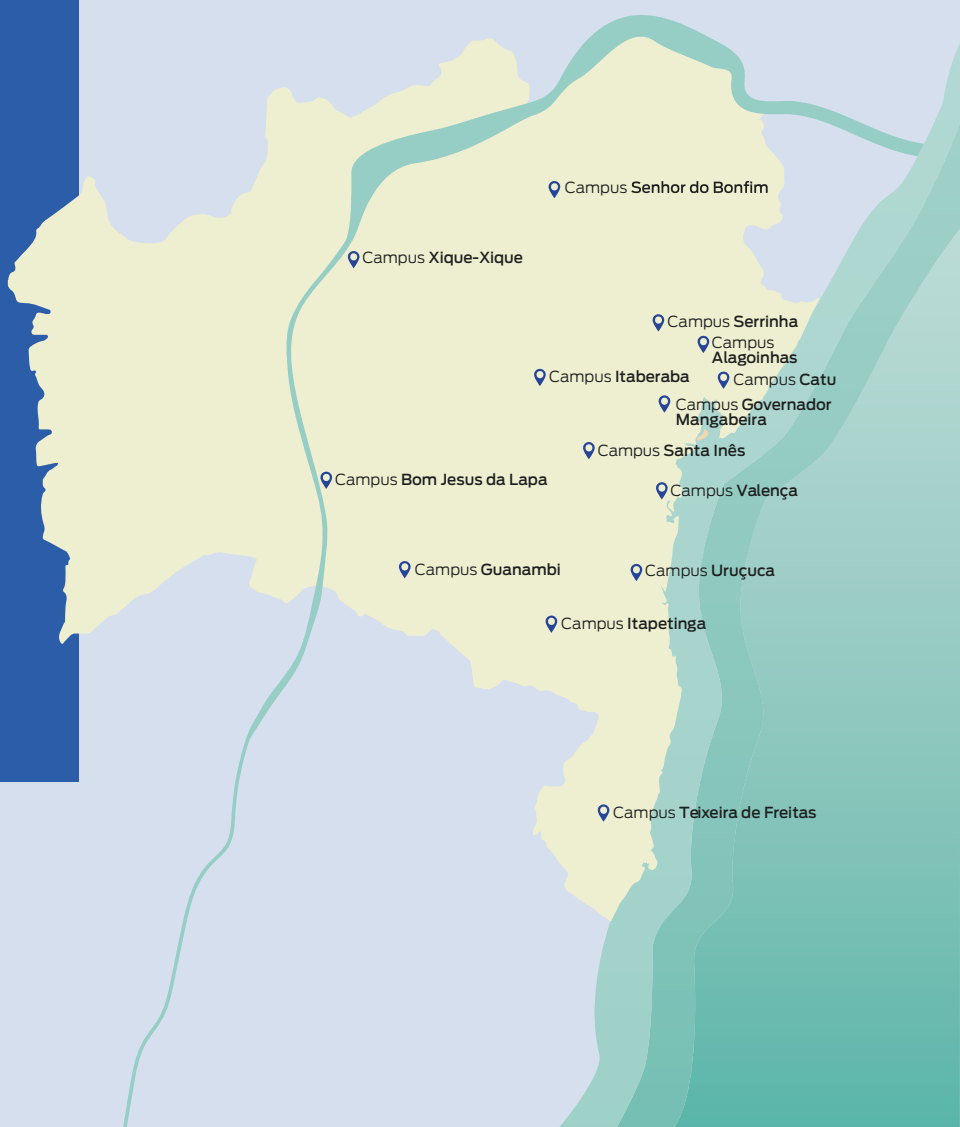 Campus Senhor do Bonfim
Campus Xique-Xique
Campus Serrinha
Campus
Alagoinhas
Campus Itaberaba
Campus Catu
Campus Governador
Mangabeira
Campus Santa Inês
Campus Bom Jesus da Lapa
Campus Valença
Campus Guanambi
Campus Uruçuca
Campus Itapetinga
Campus Teixeira de Freitas